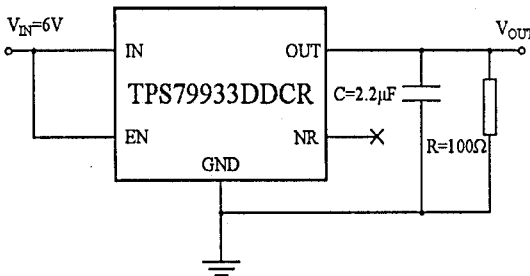 V_IN=6V
IN
OUT
V_OUT
TPS79933DDCR
C=2.2μF
EN
NR
GND
R=100Ω